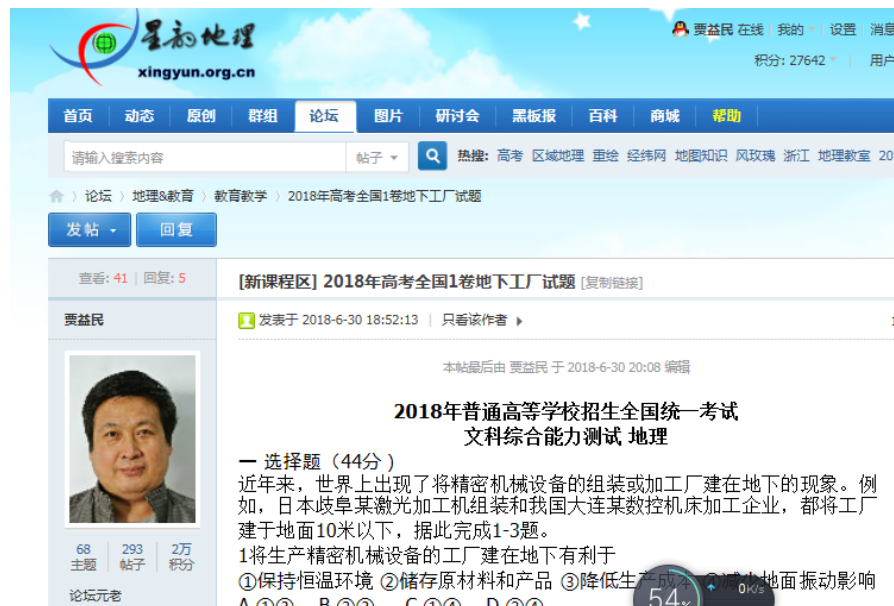 星韵地理
xingyun.org.cn
贾益民 在线 我的 设置 消息
积分: 27642 用户
首页 动态 原创 群组 论坛 图片 研讨会 黑板报 百科 商城 帮助
请输入搜索内容 帖子 热搜: 高考 区域地理 重绘 经纬网 地图知识 风玫瑰 浙江 地理教室 20
论坛 地理&教育 教育教学 2018年高考全国1卷地下工厂试题
发帖 回复
查看: 41 | 回复: 5
[新课程区] 2018年高考全国1卷地下工厂试题 [复制链接]
贾益民
发表于 2018-6-30 18:52:13 | 只看该作者
本帖最后由 贾益民 于 2018-6-30 20:08 编辑
2018年普通高等学校招生全国统一考试
文科综合能力测试 地理
一 选择题（44分）
近年来，世界上出现了将精密机械设备的组装或加工厂建在地下的现象。例
如，日本歧阜某激光加工机组装和我国大连某数控机床加工企业，都将工厂
建于地面10米以下，据此完成1-3题。
1将生产精密机械设备的工厂建在地下有利于
①保持恒温环境 ②储存原材料和产品 ③降低生产成本 ④减少地面振动影响
68 293 2万
主题 帖子 积分
论坛元老
54%
0K/s